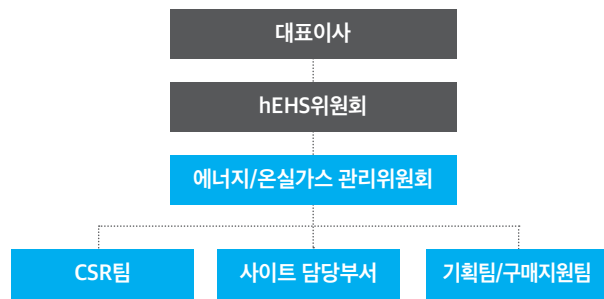 대표이사
hEHS위원회
에너지/온실가스 관리위원회
CSR팀
사이트 담당부서
기획팀/구매지원팀